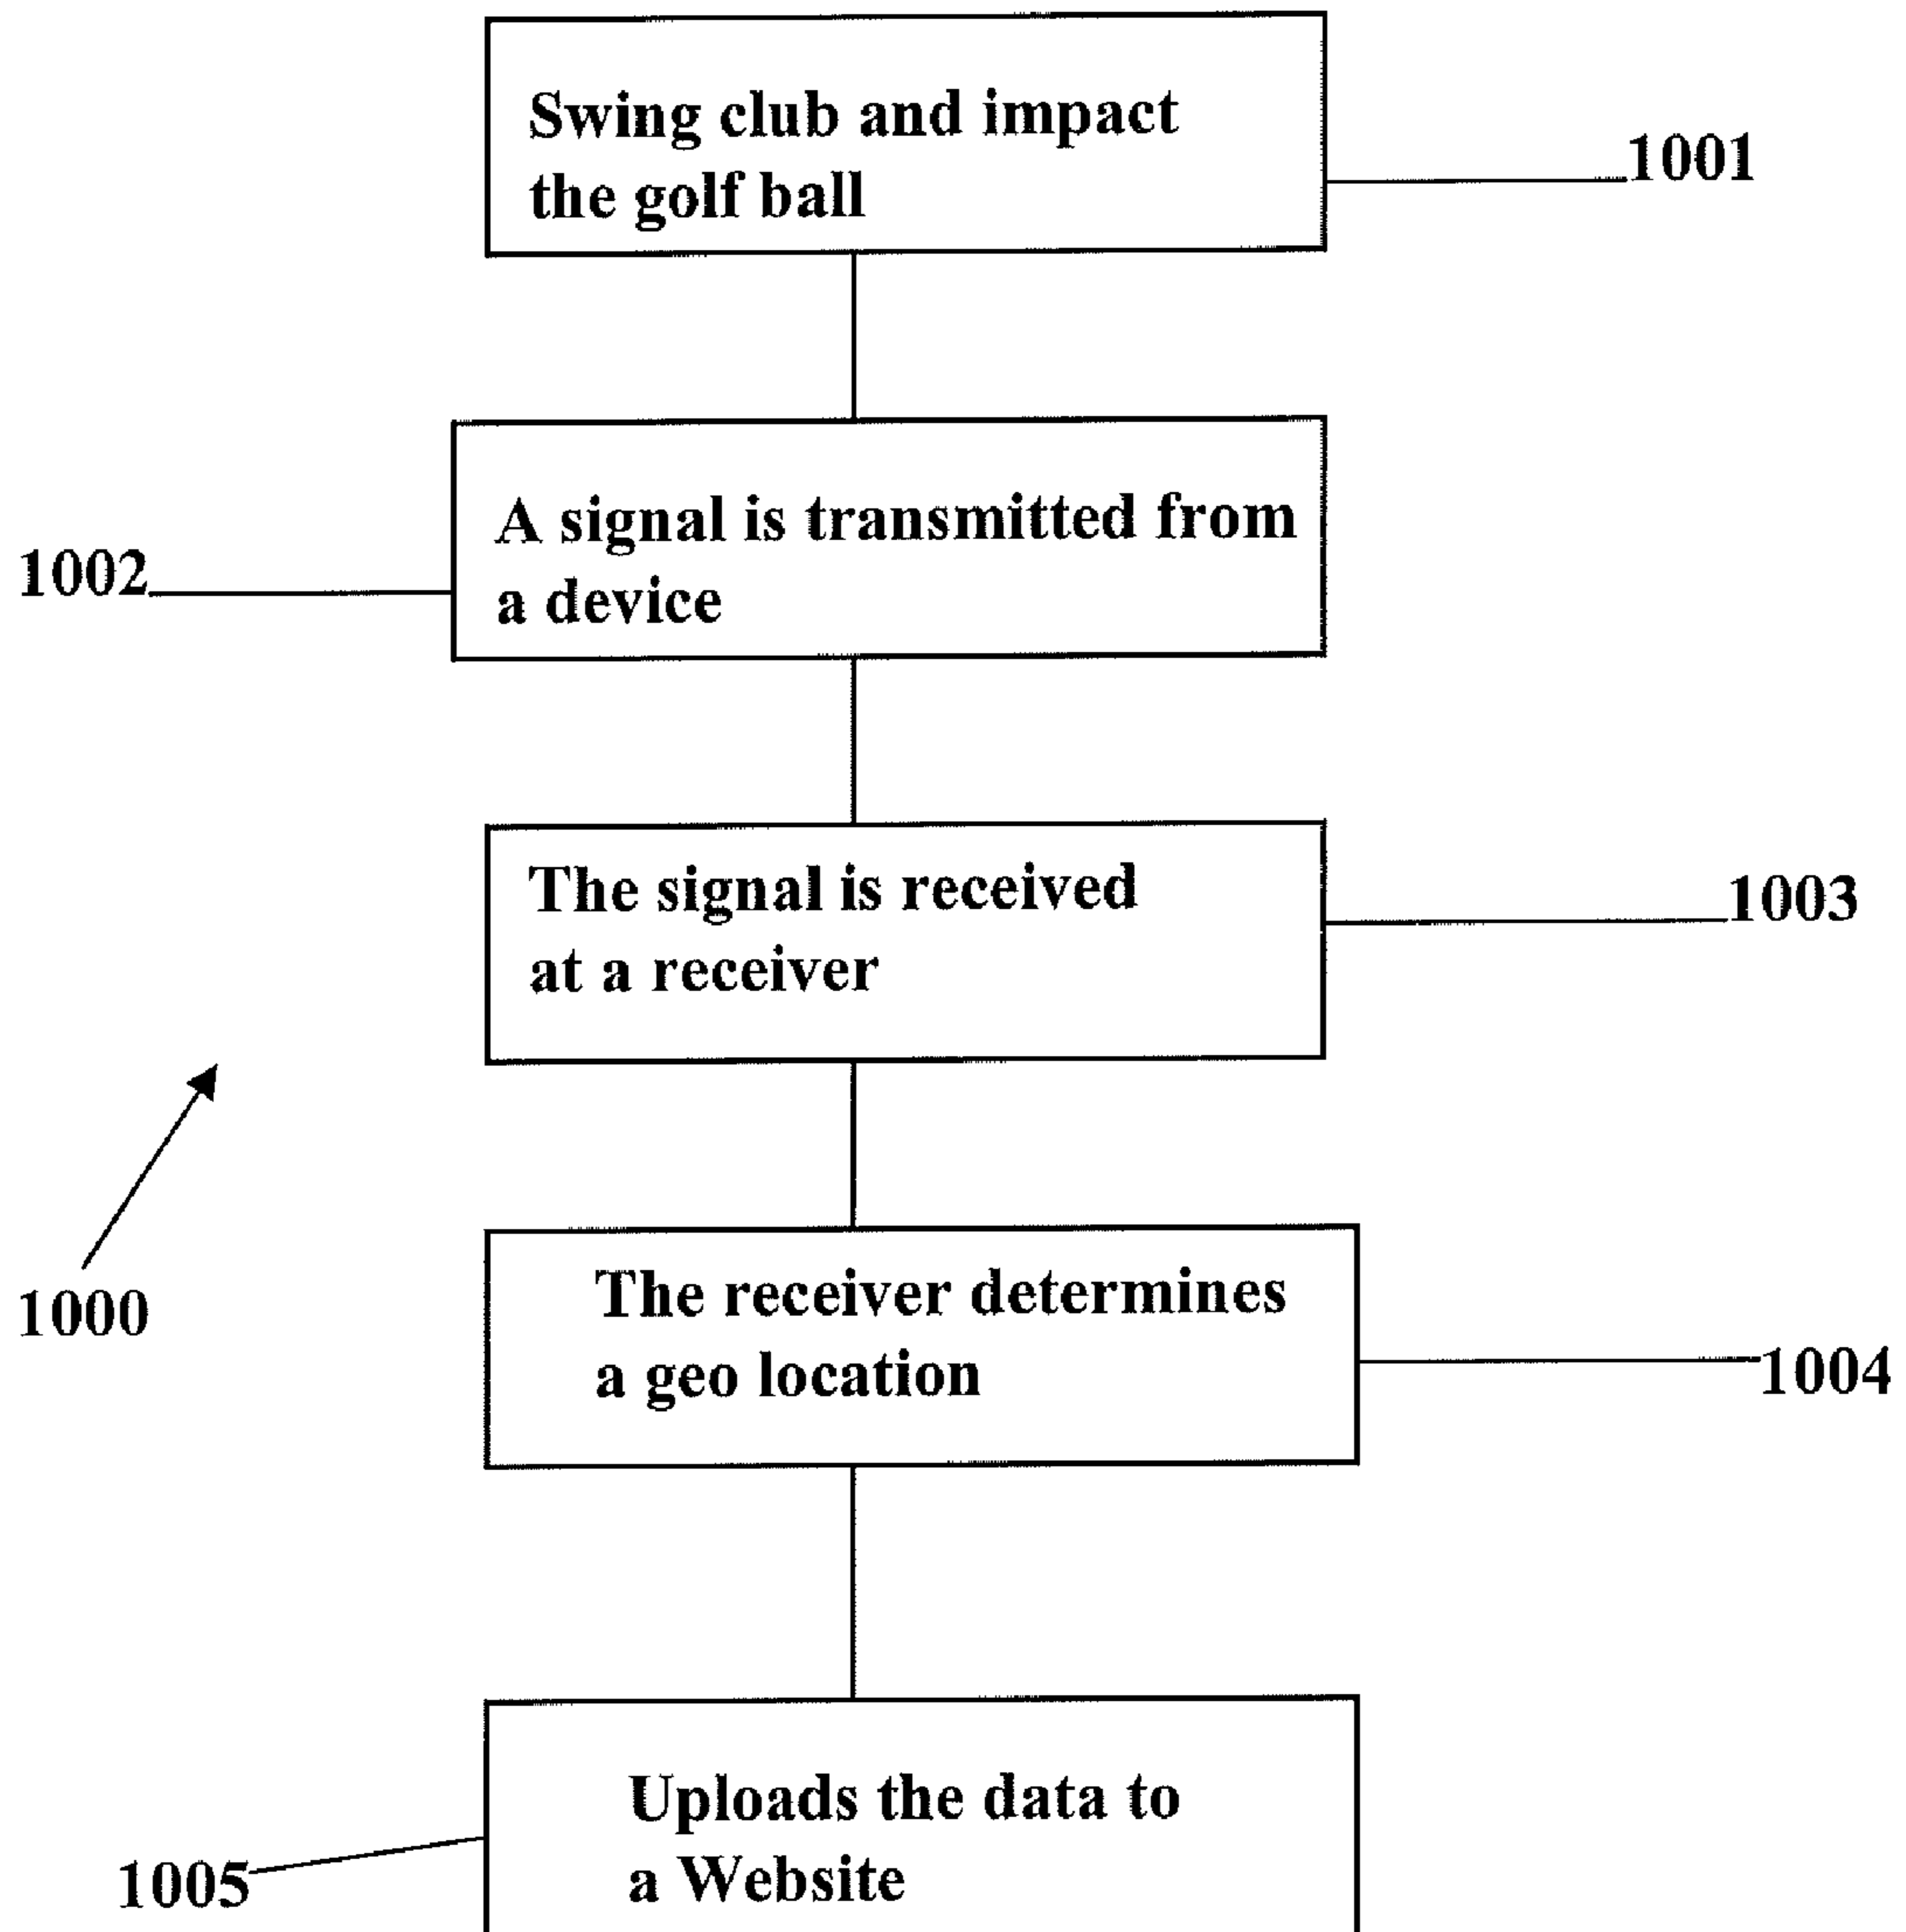 Swing club and impact
the golf ball
1001
A signal is transmitted from
a device
1002
The signal is received
at a receiver
1003
1000
The receiver determines
a geo location
1004
Uploads the data to
a Website
1005